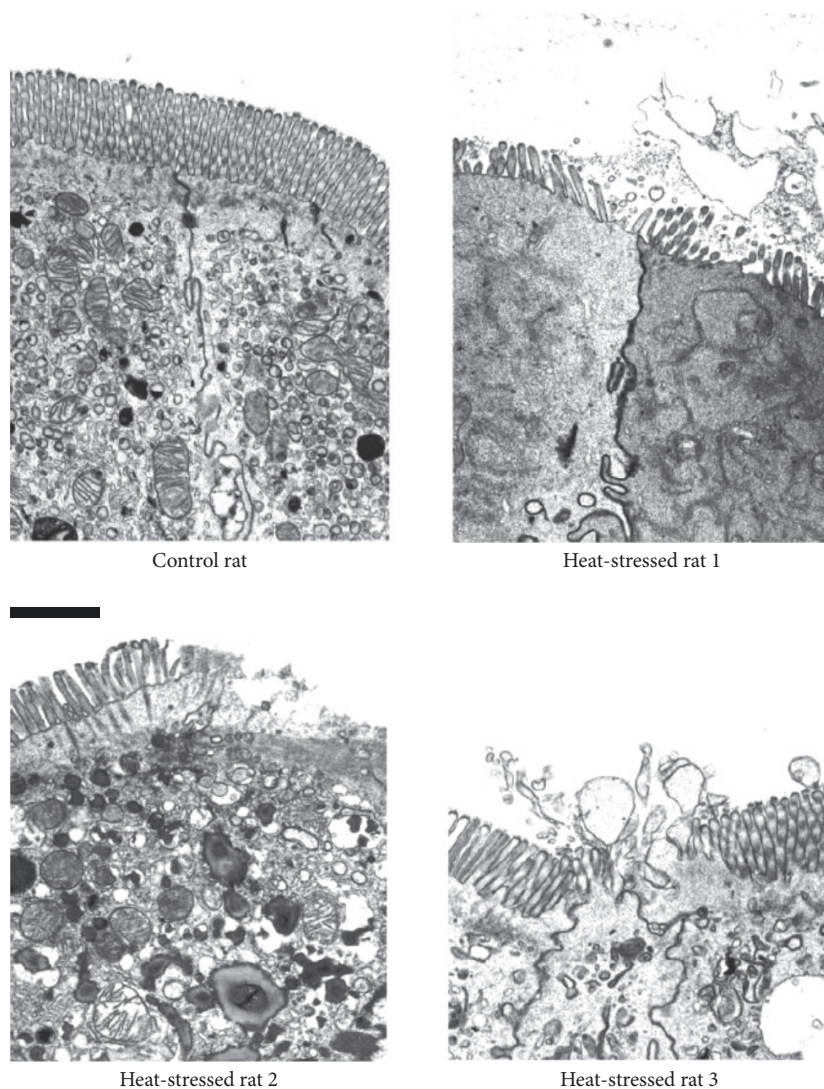 Control rat
Heat-stressed rat 1
Heat-stressed rat 2
Heat-stressed rat 3